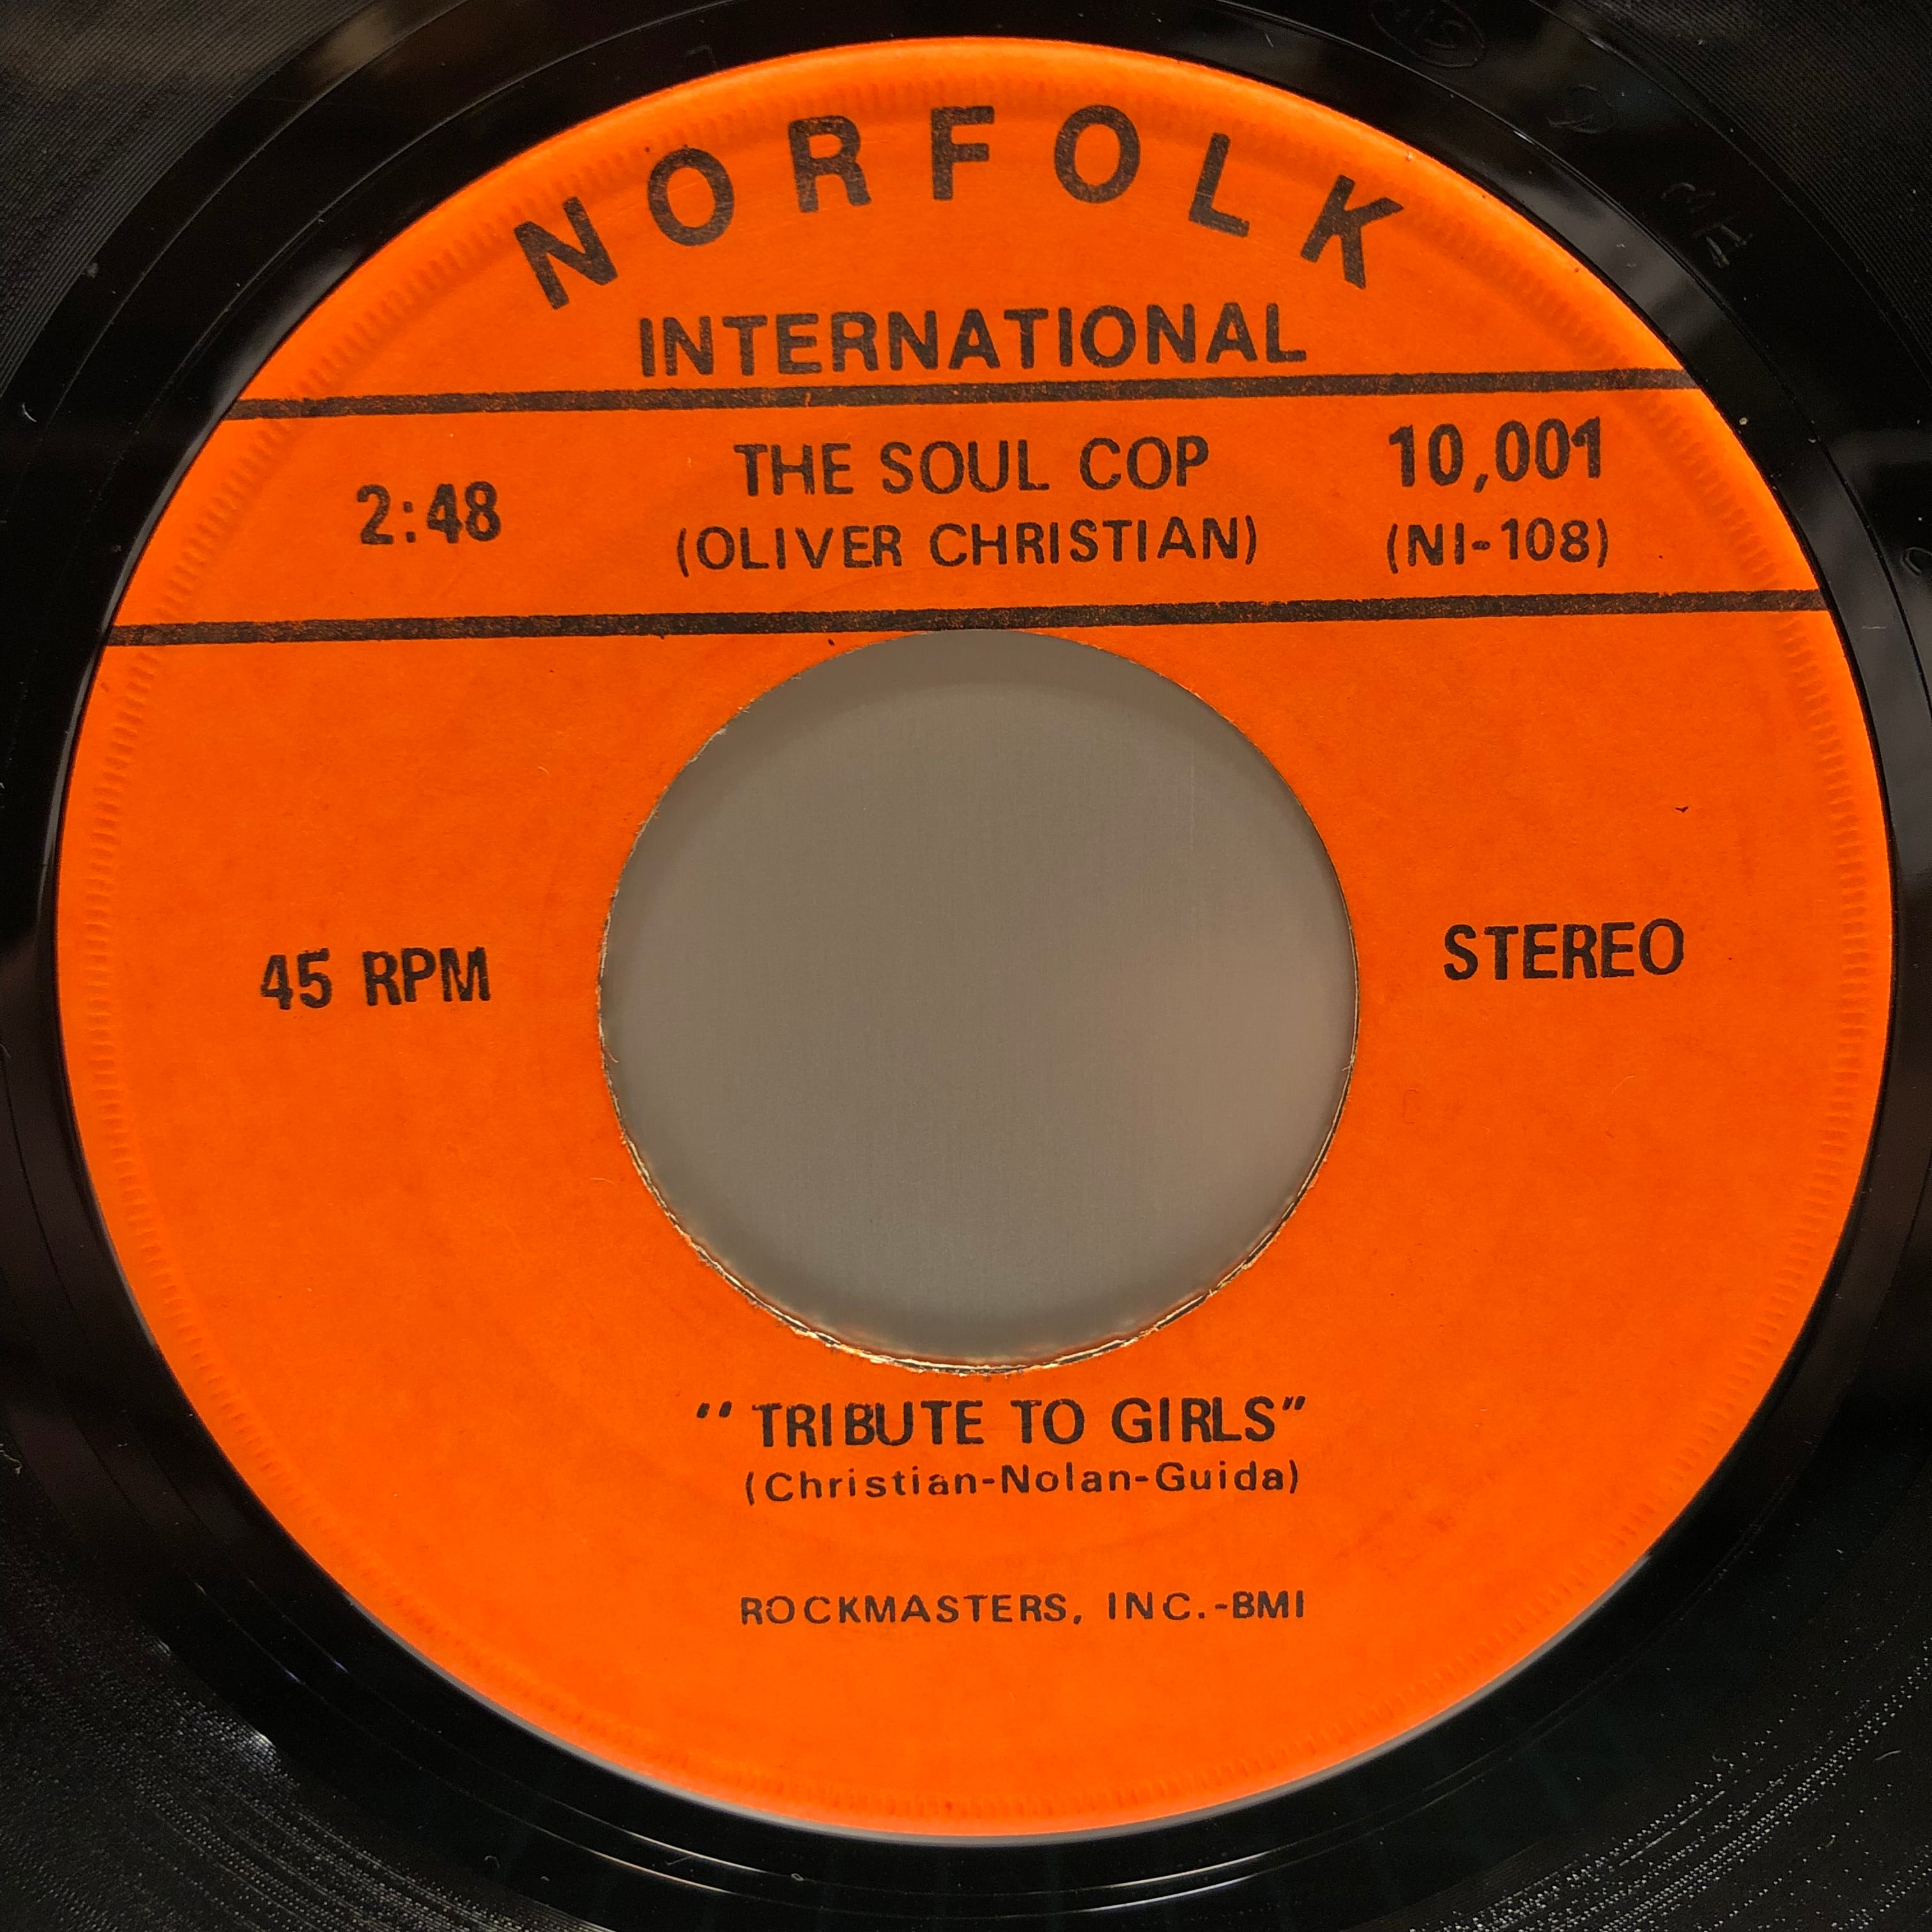 NORFOLK
INTERNATIONAL
2:48
THE SOUL COP
(OLIVER CHRISTIAN)
10,001
(NI-108)
45 RPM
STEREO
"TRIBUTE TO GIRLS"
(Christian-Nolan-Guida)
ROCKMASTERS, INC.-BMI